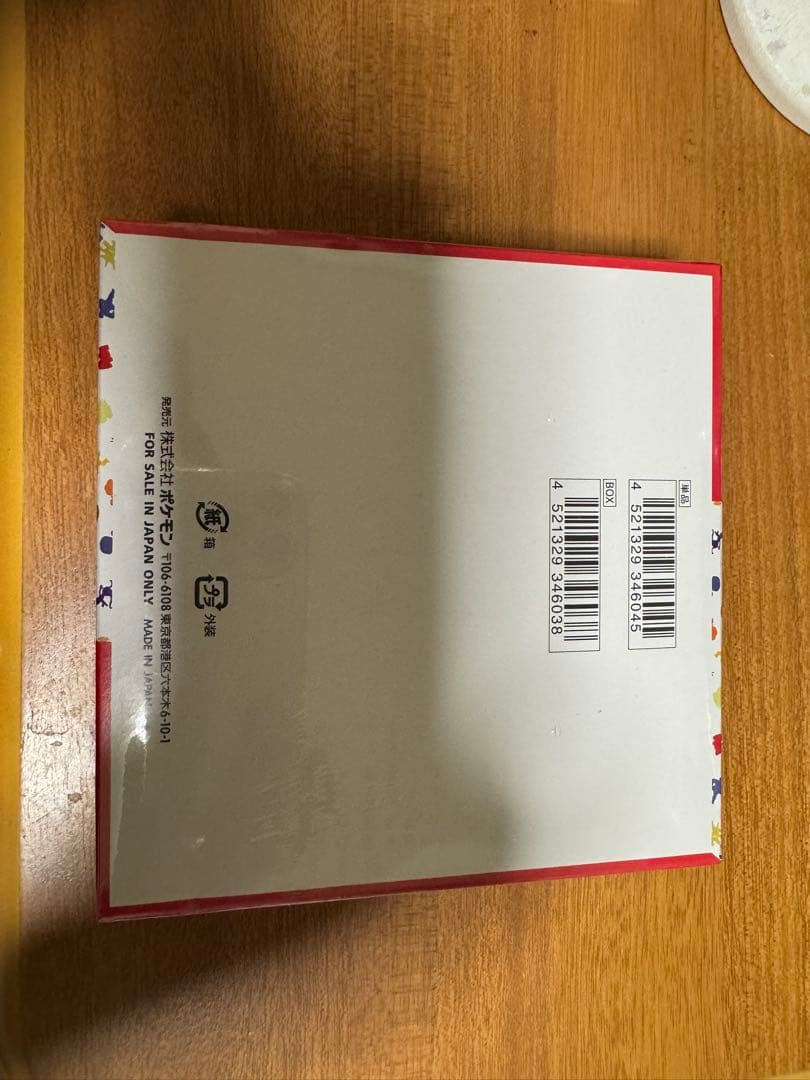 単品
4 521329 346045
BOX
4 521329 346038
紙 箱
プラ 外装
発売元 株式会社 ポケモン 〒106-6108 東京都港区六本木6-10-1
FOR SALE IN JAPAN ONLY MADE IN JAPAN